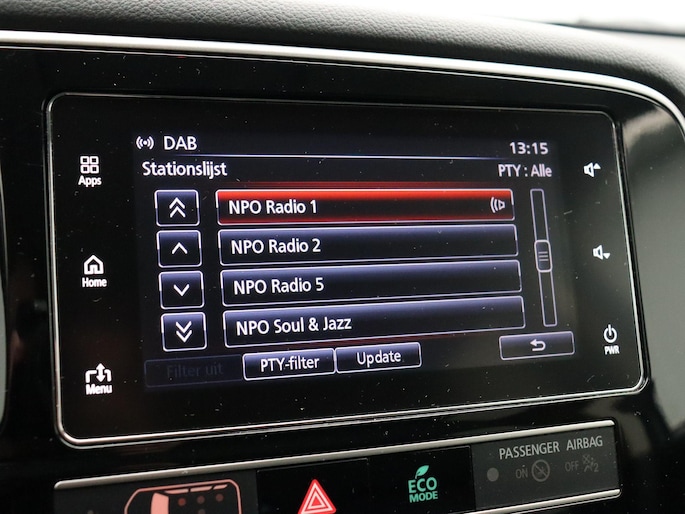 DAB 13:15
Stationslijst PTY : Alle
Apps
NPO Radio 1
NPO Radio 2
Home
NPO Radio 5
NPO Soul & Jazz
Menu
PWR
Filter uit PTY-filter Update
PASSENGER AIRBAG
ON OFF
ECO
MODE